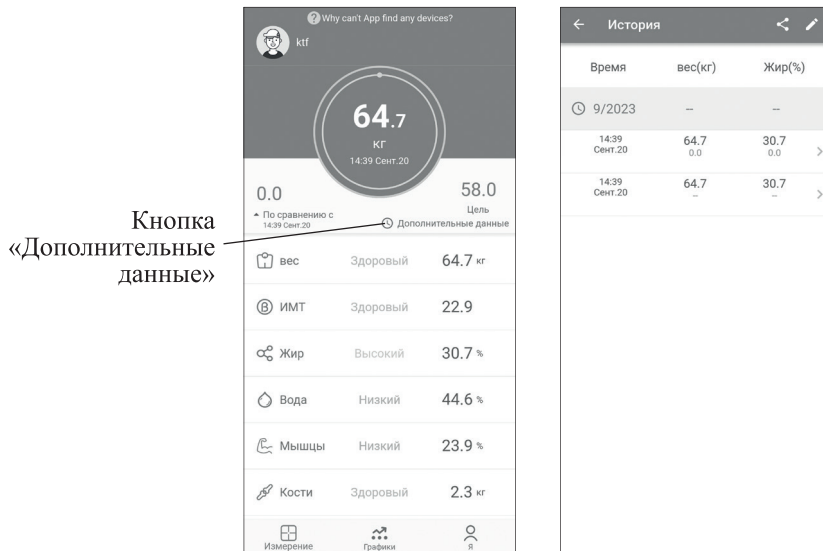 Кнопка
«Дополнительные
данные»
Why can't App find any devices?
ktf
64.7
кг
14:39 Сент.20
0.0
По сравнению с
14:39 Сент.20
58.0
Цель
Дополнительные данные
вес Здоровый 64.7 кг
ИМТ Здоровый 22.9
Жир Высокий 30.7 %
Вода Низкий 44.6 %
Мышцы Низкий 23.9 %
Кости Здоровый 2.3 кг
Измерение Графики Я
История
Время вес(кг) Жир(%)
9/2023 -- --
14:39 64.7 30.7
Сент.20 0.0 0.0
14:39 64.7 30.7
Сент.20 -- --